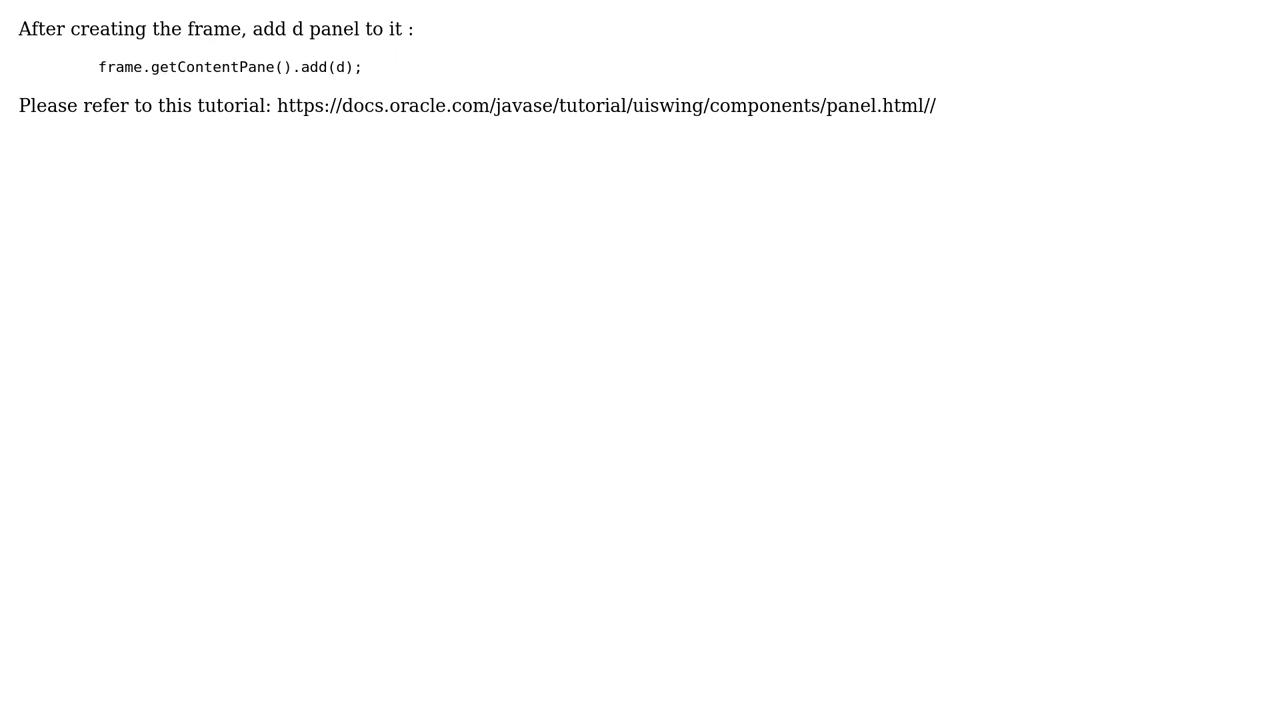 After creating the frame, add d panel to it :
frame.getContentPane().add(d);
Please refer to this tutorial: https://docs.oracle.com/javase/tutorial/uiswing/components/panel.html//